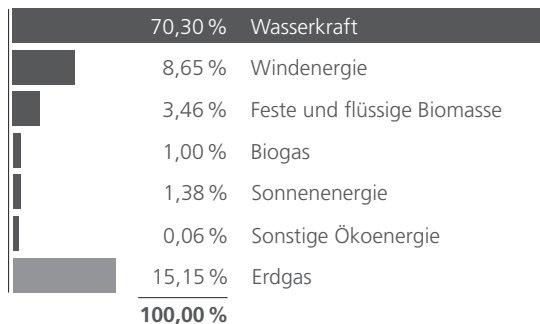 70,30 % Wasserkraft
8,65 % Windenergie
3,46 % Feste und flüssige Biomasse
1,00 % Biogas
1,38 % Sonnenenergie
0,06 % Sonstige Ökoenergie
15,15 % Erdgas
100,00 %